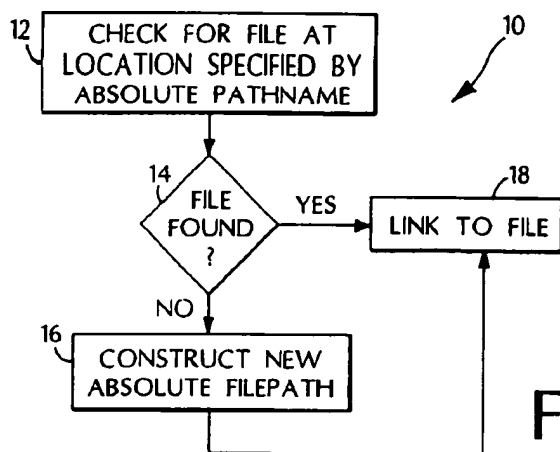 12
CHECK FOR FILE AT
LOCATION SPECIFIED BY
ABSOLUTE PATHNAME
10
14
FILE
FOUND
?
YES
18
LINK TO FILE
NO
16
CONSTRUCT NEW
ABSOLUTE FILEPATH
F